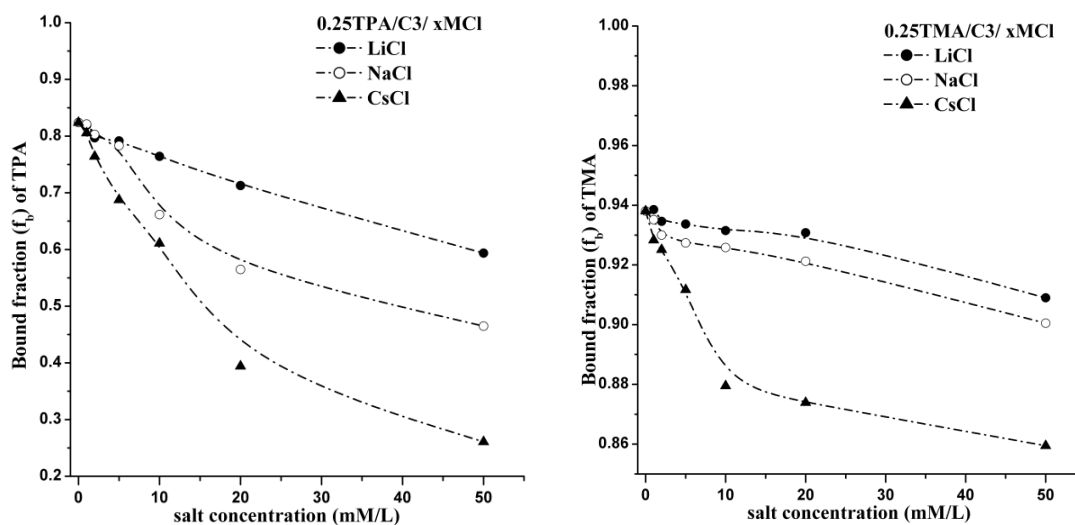 0.25TPA/C3/ xMCl
LiCl
NaCl
CsCl
1.0
0.9
0.8
0.7
0.6
0.5
0.4
0.3
0.2
Bound fraction (fb) of TPA
0 10 20 30 40 50
salt concentration (mM/L)
0.25TMA/C3/ xMCl
LiCl
NaCl
CsCl
1.00
0.98
0.96
0.94
0.92
0.90
0.88
0.86
Bound fraction (fb) of TMA
0 10 20 30 40 50
salt concentration (mM/L)